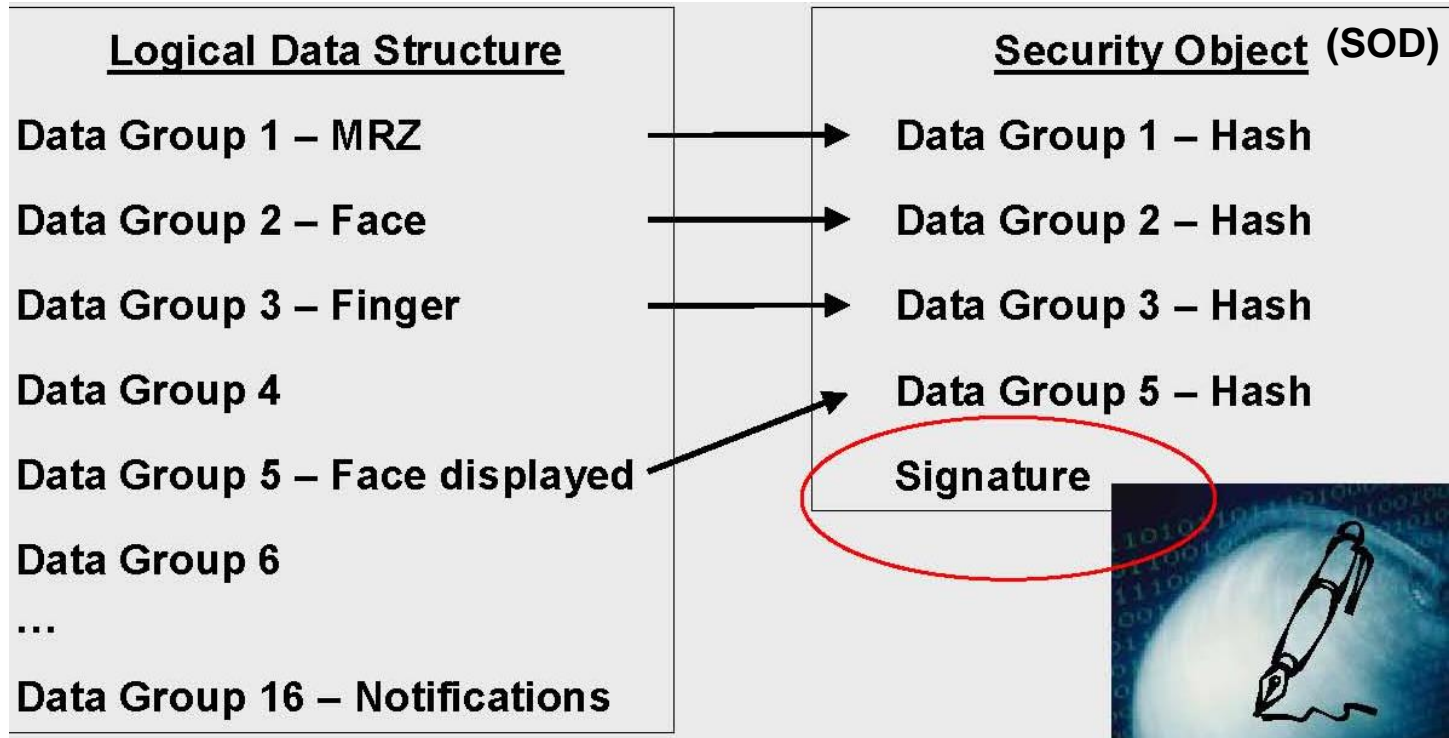 Logical Data Structure
Data Group 1 – MRZ
Data Group 2 – Face
Data Group 3 – Finger
Data Group 4
Data Group 5 – Face displayed
Data Group 6
...
Data Group 16 – Notifications
Security Object (SOD)
Data Group 1 – Hash
Data Group 2 – Hash
Data Group 3 – Hash
Data Group 5 – Hash
Signature